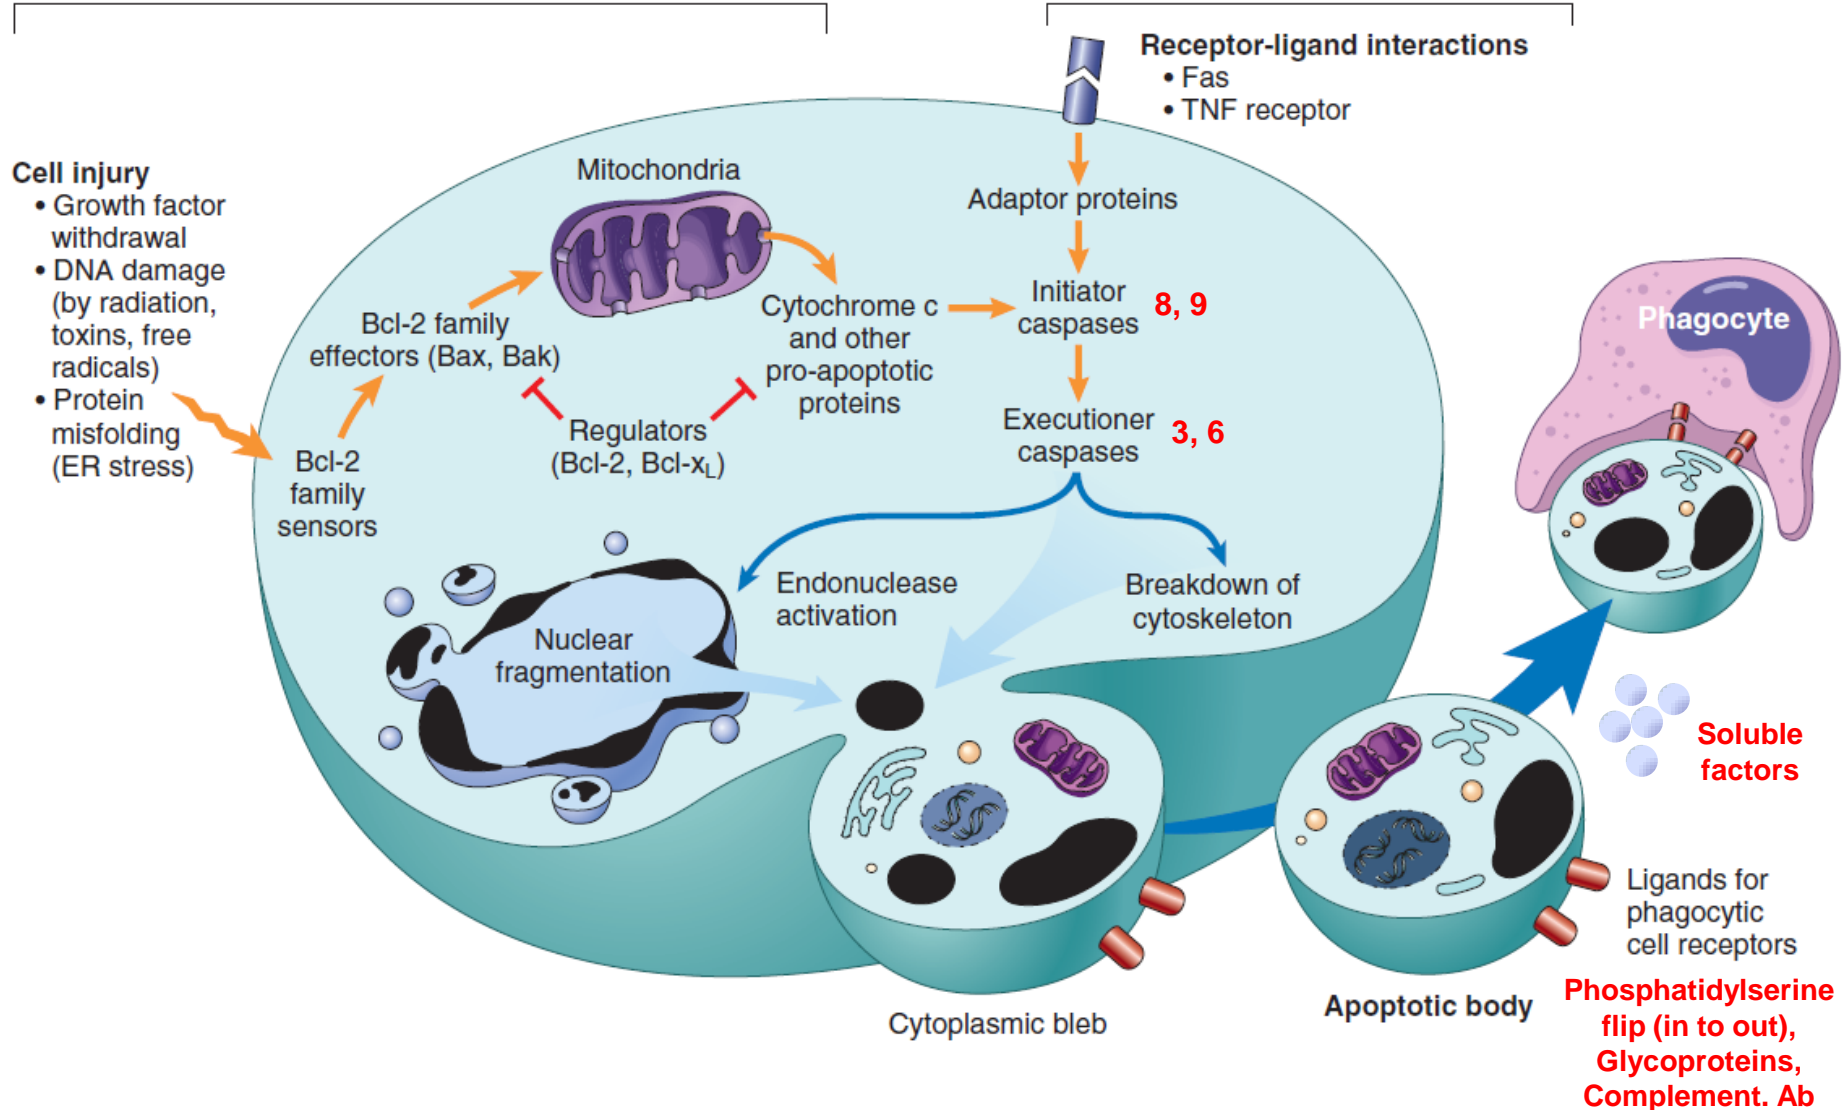 Receptor-ligand interactions
• Fas
• TNF receptor
Cell injury
• Growth factor
withdrawal
• DNA damage
(by radiation,
toxins, free
radicals)
• Protein
misfolding
(ER stress)
Mitochondria
Adaptor proteins
Bcl-2 family
effectors (Bax, Bak)
Cytochrome c
and other
pro-apoptotic
proteins
Initiator
caspases
8, 9
Regulators
(Bcl-2, Bcl-xL)
Executioner
caspases
3, 6
Bcl-2
family
sensors
Phagocyte
Endonuclease
activation
Breakdown of
cytoskeleton
Nuclear
fragmentation
Soluble
factors
Ligands for
phagocytic
cell receptors
Cytoplasmic bleb
Apoptotic body
Phosphatidylserine
flip (in to out),
Glycoproteins,
Complement. Ab